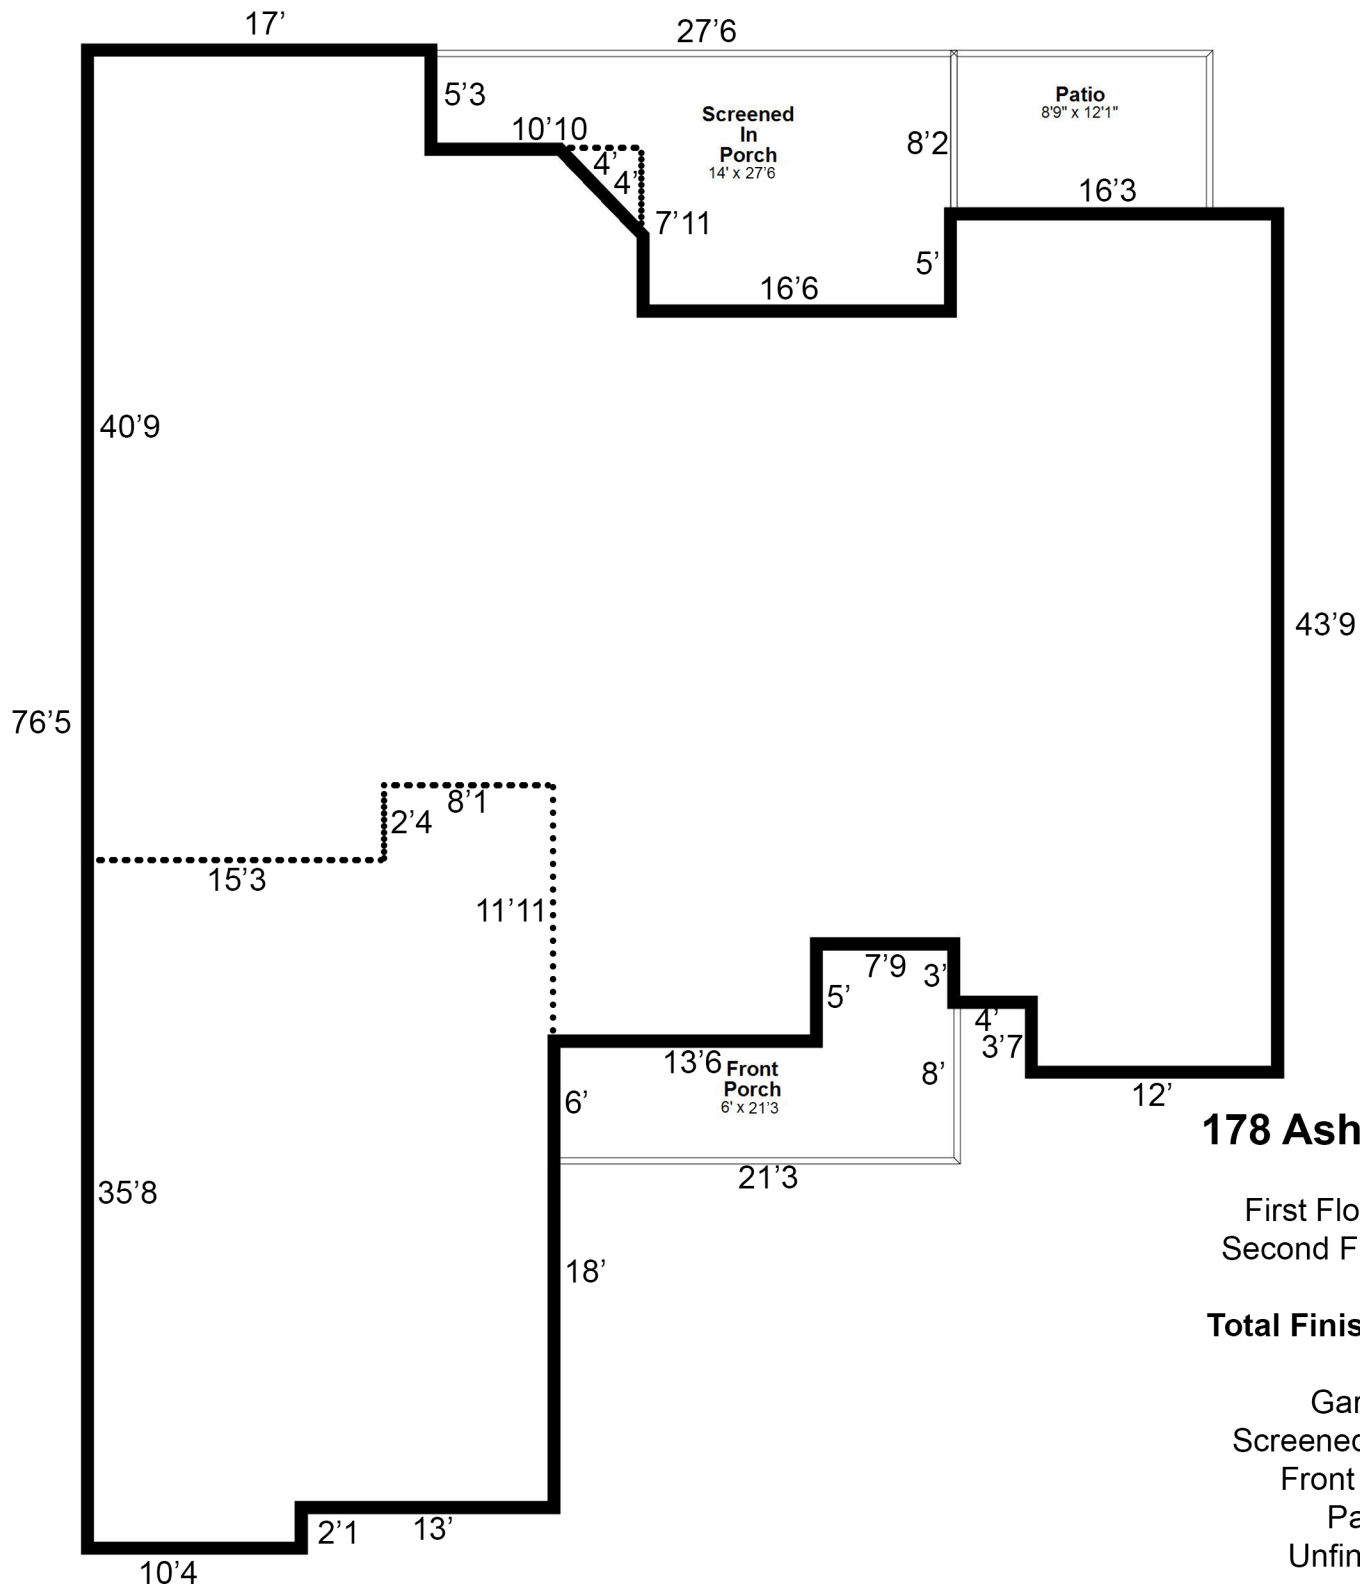 17’
27’6
5’3
10’10
4’
4’
7’11
Screened
In
Porch
14' x 27'6
8’2
Patio
8'9" x 12'1"
16’3
5’
16’6
40’9
43’9
76’5
8’1
2’4
15’3
11’11
7’9
3’
5’
4’
3’7
13’6
Front
Porch
6' x 21'3
6’
8’
12’
21’3
178 Ash
35’8
First Flo
Second F
18’
Total Finis
Gar
Screened
Front
Pa
Unfin
2’1
13’
10’4